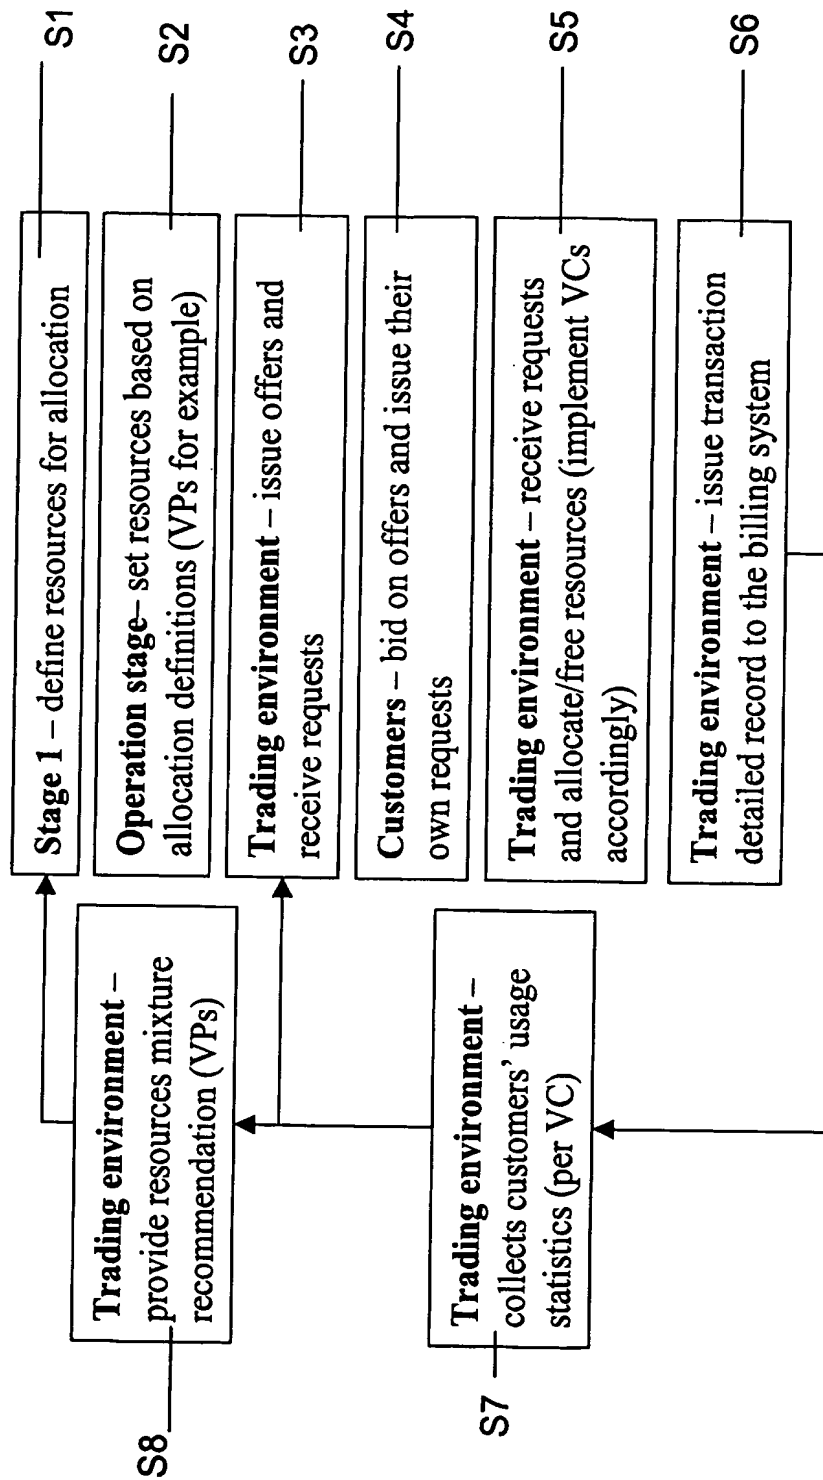 Stage 1 – define resources for allocation
S1
Operation stage– set resources based on
allocation definitions (VPs for example)
S2
Trading environment – issue offers and
receive requests
S3
Customers – bid on offers and issue their
own requests
S4
Trading environment – receive requests
and allocate/free resources (implement VCs
accordingly)
S5
Trading environment – issue transaction
detailed record to the billing system
S6
Trading environment –
collects customers’ usage
statistics (per VC)
S7
Trading environment –
provide resources mixture
recommendation (VPs)
S8